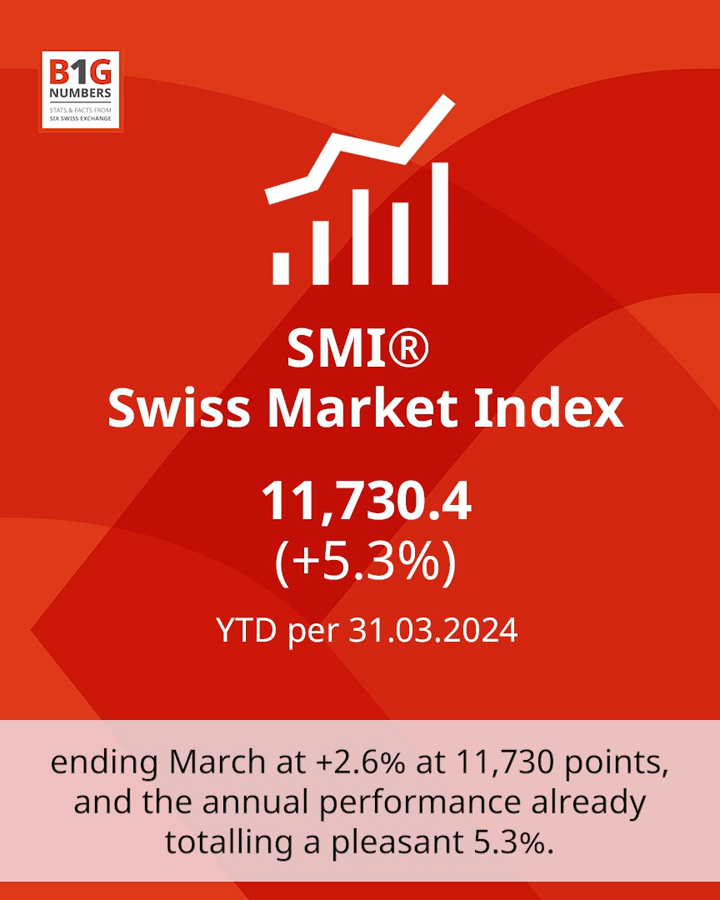 B1G
NUMBERS
STATS & FACTS FROM
SIX SWISS EXCHANGE
SMI®
Swiss Market Index
11,730.4
(+5.3%)
YTD per 31.03.2024
ending March at +2.6% at 11,730 points,
and the annual performance already
totalling a pleasant 5.3%.